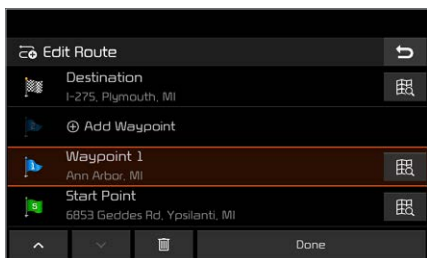 Edit Route
Destination
I-275, Plymouth, MI
Add Waypoint
1
Waypoint 1
Ann Arbor, MI
S
Start Point
6853 Geddes Rd, Ypsilanti, MI
Done